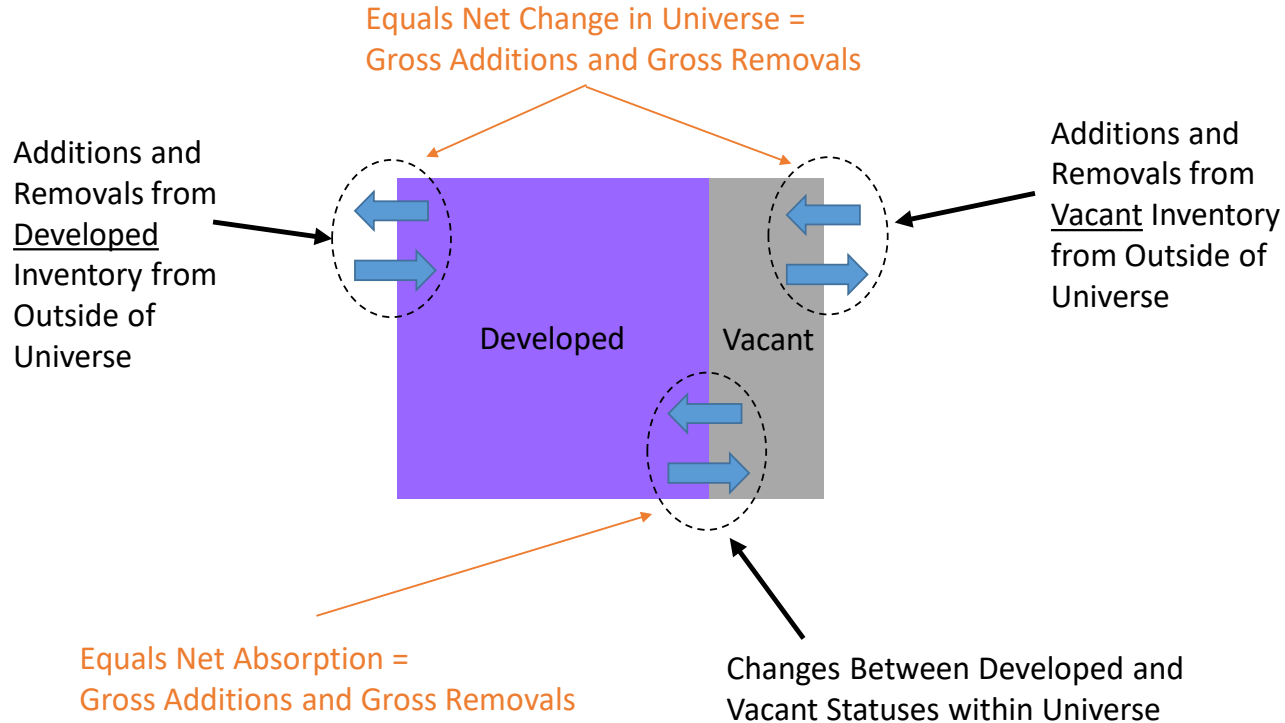 Equals Net Change in Universe =
Gross Additions and Gross Removals
Additions and
Removals from
Developed
Inventory from
Outside of
Universe
Additions and
Removals from
Vacant Inventory
from Outside of
Universe
Developed
Vacant
Equals Net Absorption =
Gross Additions and Gross Removals
Changes Between Developed and
Vacant Statuses within Universe